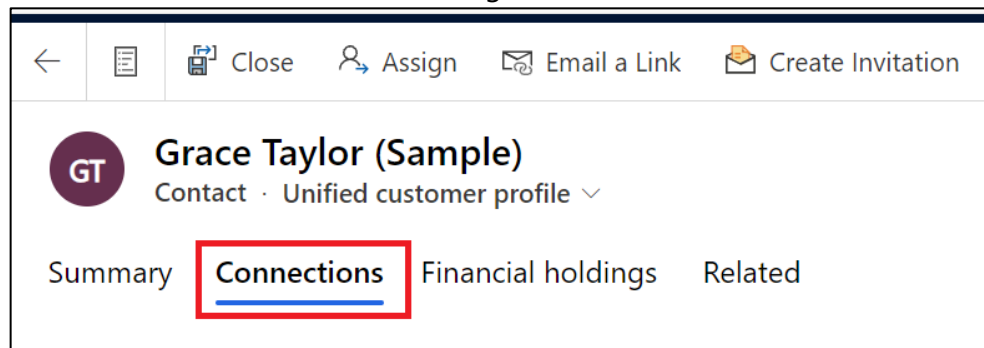 Close Assign Email a Link Create Invitation
GT
Grace Taylor (Sample)
Contact · Unified customer profile
Summary Connections Financial holdings Related